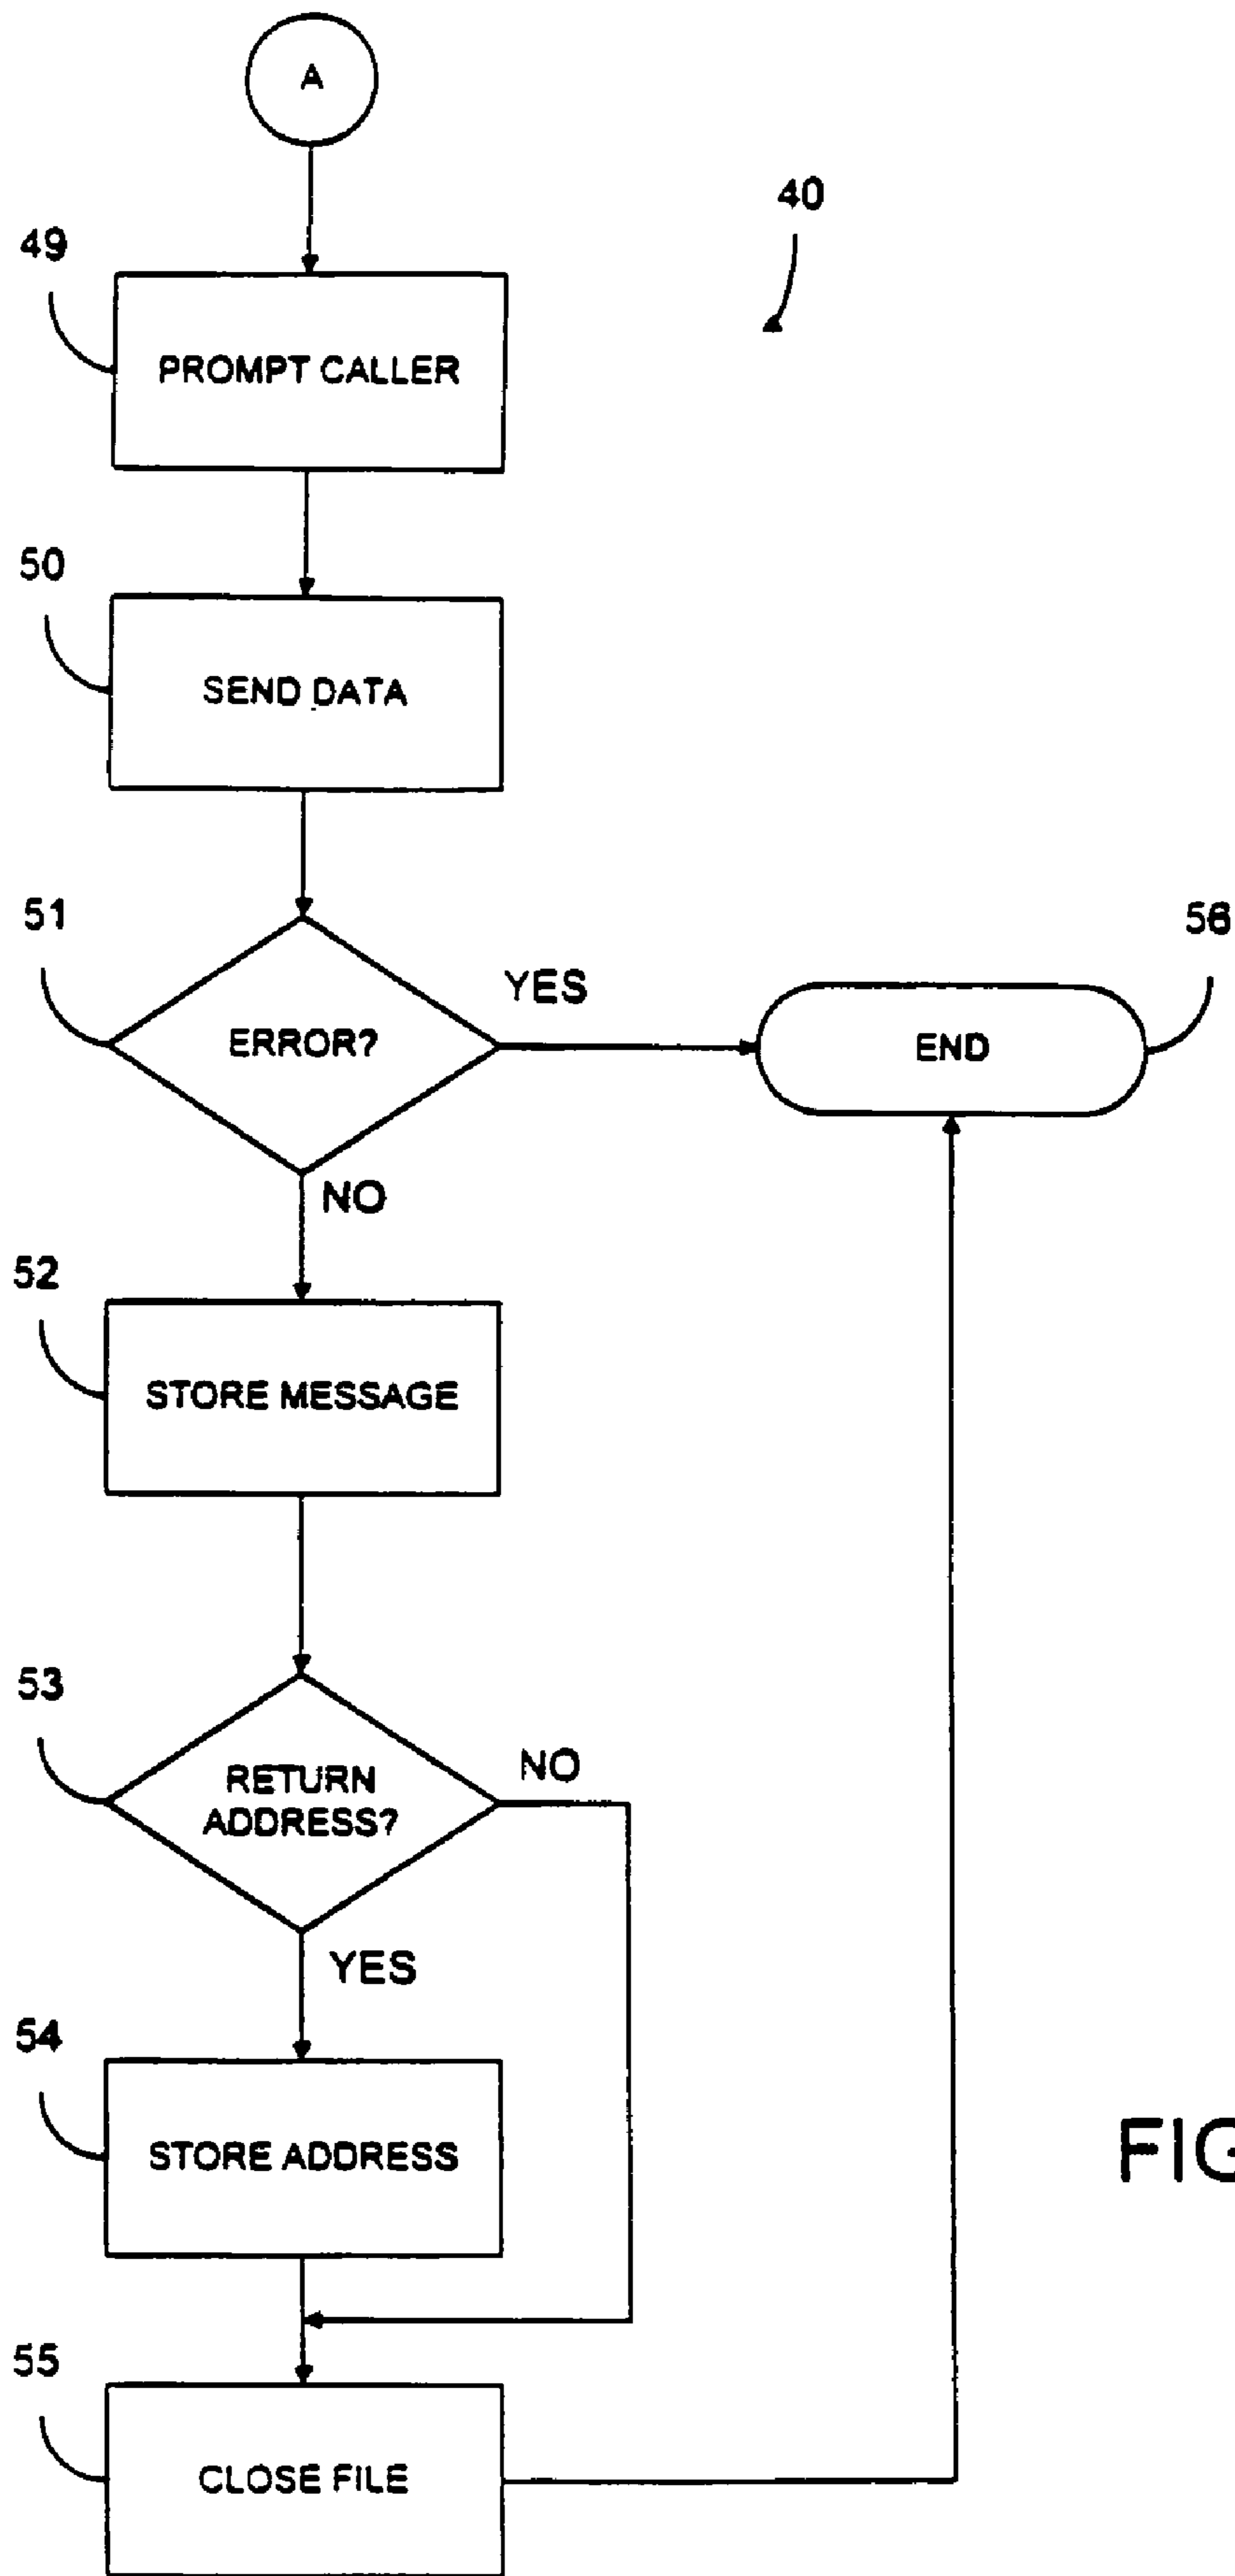 A
40
49
PROMPT CALLER
50
SEND DATA
51
YES
56
ERROR?
END
NO
52
STORE MESSAGE
53
NO
RETURN
ADDRESS?
YES
54
STORE ADDRESS
FIG
55
CLOSE FILE